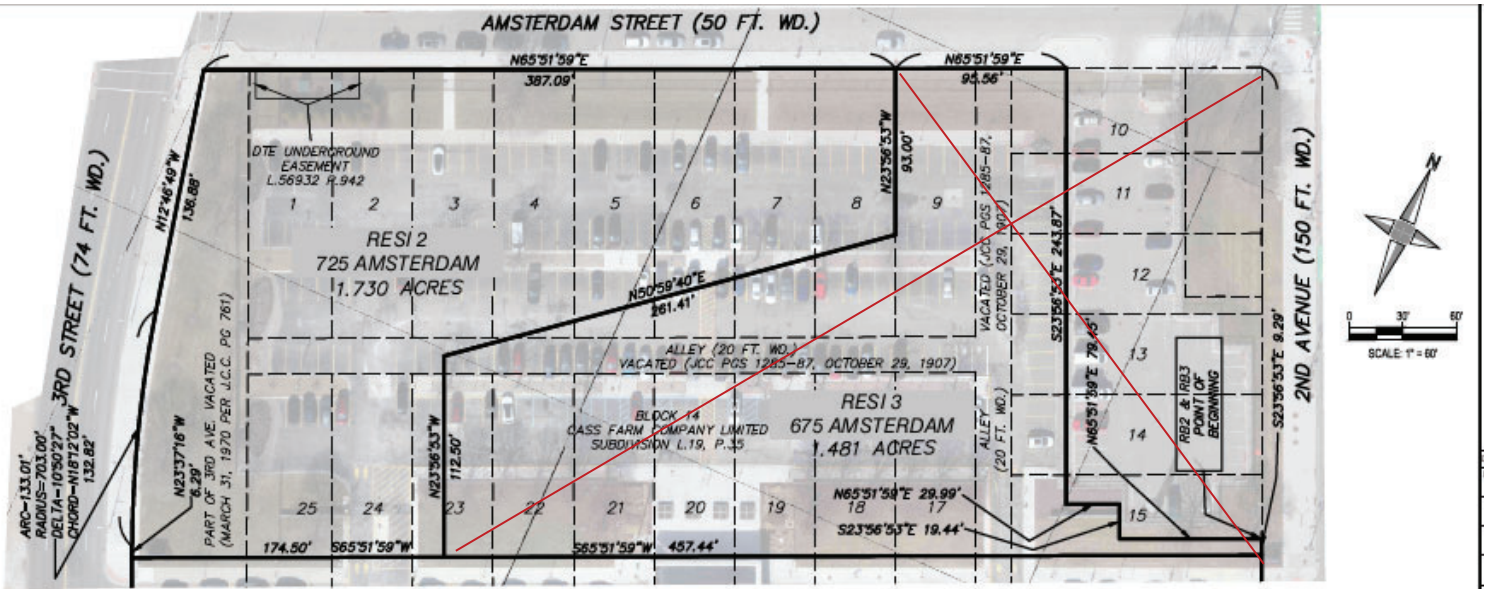 AMSTERDAM STREET (50 FT. WD.)
N65°51'59"E
387.09'
N65°51'59"E
95.56'
N12°46'49"W
136.88'
3RD STREET (74 FT. WD.)
DTE UNDERGROUND
EASEMENT
L.56932 P.942
N23°56'53"W
93.00'
VACATED (JCC PGS 1285-87,
OCTOBER 29, 1907)
S23°56'53"E 243.87'
10
11
12
13
14
15
2ND AVENUE (150 FT. WD.)
N
0 30' 60'
SCALE: 1" = 60'
1
2
3
4
5
6
7
8
9
RESI 2
725 AMSTERDAM
1.730 ACRES
N50°59'40"E
261.41'
ALLEY (20 FT. WD.)
VACATED (JCC PGS 1285-87, OCTOBER 29, 1907)
PART OF 3RD AVE. VACATED
(MARCH 31, 1970 PER J.C.C. PG 761)
BLOCK 14
CASS FARM COMPANY LIMITED
SUBDIVISION L.19, P.35
RESI 3
675 AMSTERDAM
1.481 ACRES
ALLEY
(20 FT. WD.)
N65°51'59"E 79.45'
RB2 & RB3
POINT OF
BEGINNING
S23°56'53"E 9.29'
N23°56'53"W
112.50'
ARC=133.01'
RADIUS=703.00'
DELTA=10°50'27"
CHORD=N18°12'02"W
132.82'
N23°37'16"W
6.29'
N65°51'59"E 29.99'
S23°56'53"E 19.44'
25
24
23
22
21
20
19
18
17
174.50' S65°51'59"W
S65°51'59"W 457.44'